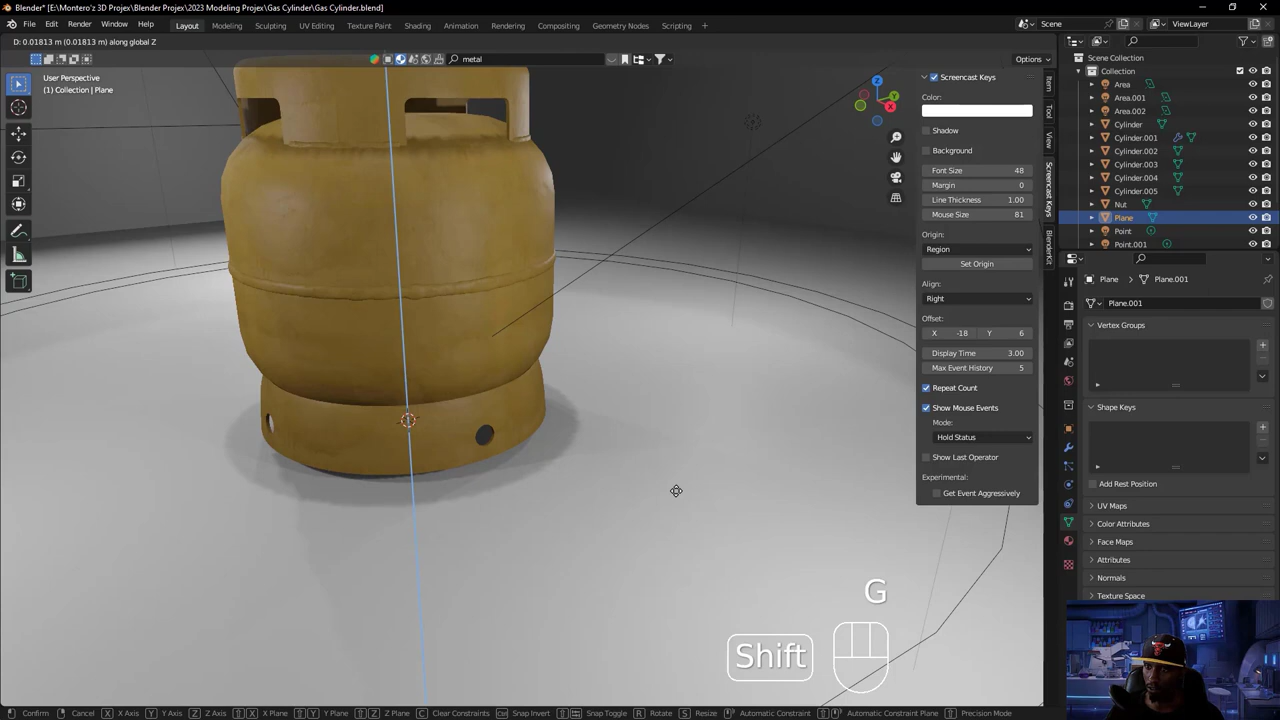 Blender* [E:\Montero'z 3D Projex\Blender Projex\2023 Modeling Projex\Gas Cylinder\Gas Cylinder.blend]
File Edit Render Window Help Layout Modeling Sculpting UV Editing Texture Paint Shading Animation Rendering Compositing Geometry Nodes Scripting + Scene ViewLayer
D: 0.01813 m (0.01813 m) along global Z
metal
Options
User Perspective
(1) Collection | Plane
Z
Y
X
Screencast Keys
Color:
Shadow
Background
Font Size 48
Margin 0
Line Thickness 1.00
Mouse Size 81
Origin:
Region
Set Origin
Align:
Right
Offset:
X -18 Y 6
Display Time 3.00
Max Event History 5
Repeat Count
Show Mouse Events
Mode:
Hold Status
Show Last Operator
Experimental:
Get Event Aggressively
Item
Tool
View
Screencast Keys
BlenderKit
Scene Collection
Collection
Area
Area.001
Area.002
Cylinder
Cylinder.001
Cylinder.002
Cylinder.003
Cylinder.004
Cylinder.005
Nut
Plane
Point
Point.001
Plane Plane.001
Plane.001
Vertex Groups
Shape Keys
Add Rest Position
UV Maps
Color Attributes
Face Maps
Attributes
Normals
Texture Space
G
Shift
Confirm Cancel X X Axis Y Y Axis Z Z Axis X X Plane Y Y Plane Z Z Plane C Clear Constraints Snap Invert Snap Toggle R Rotate S Resize Automatic Constraint Automatic Constraint Plane Precision Mode